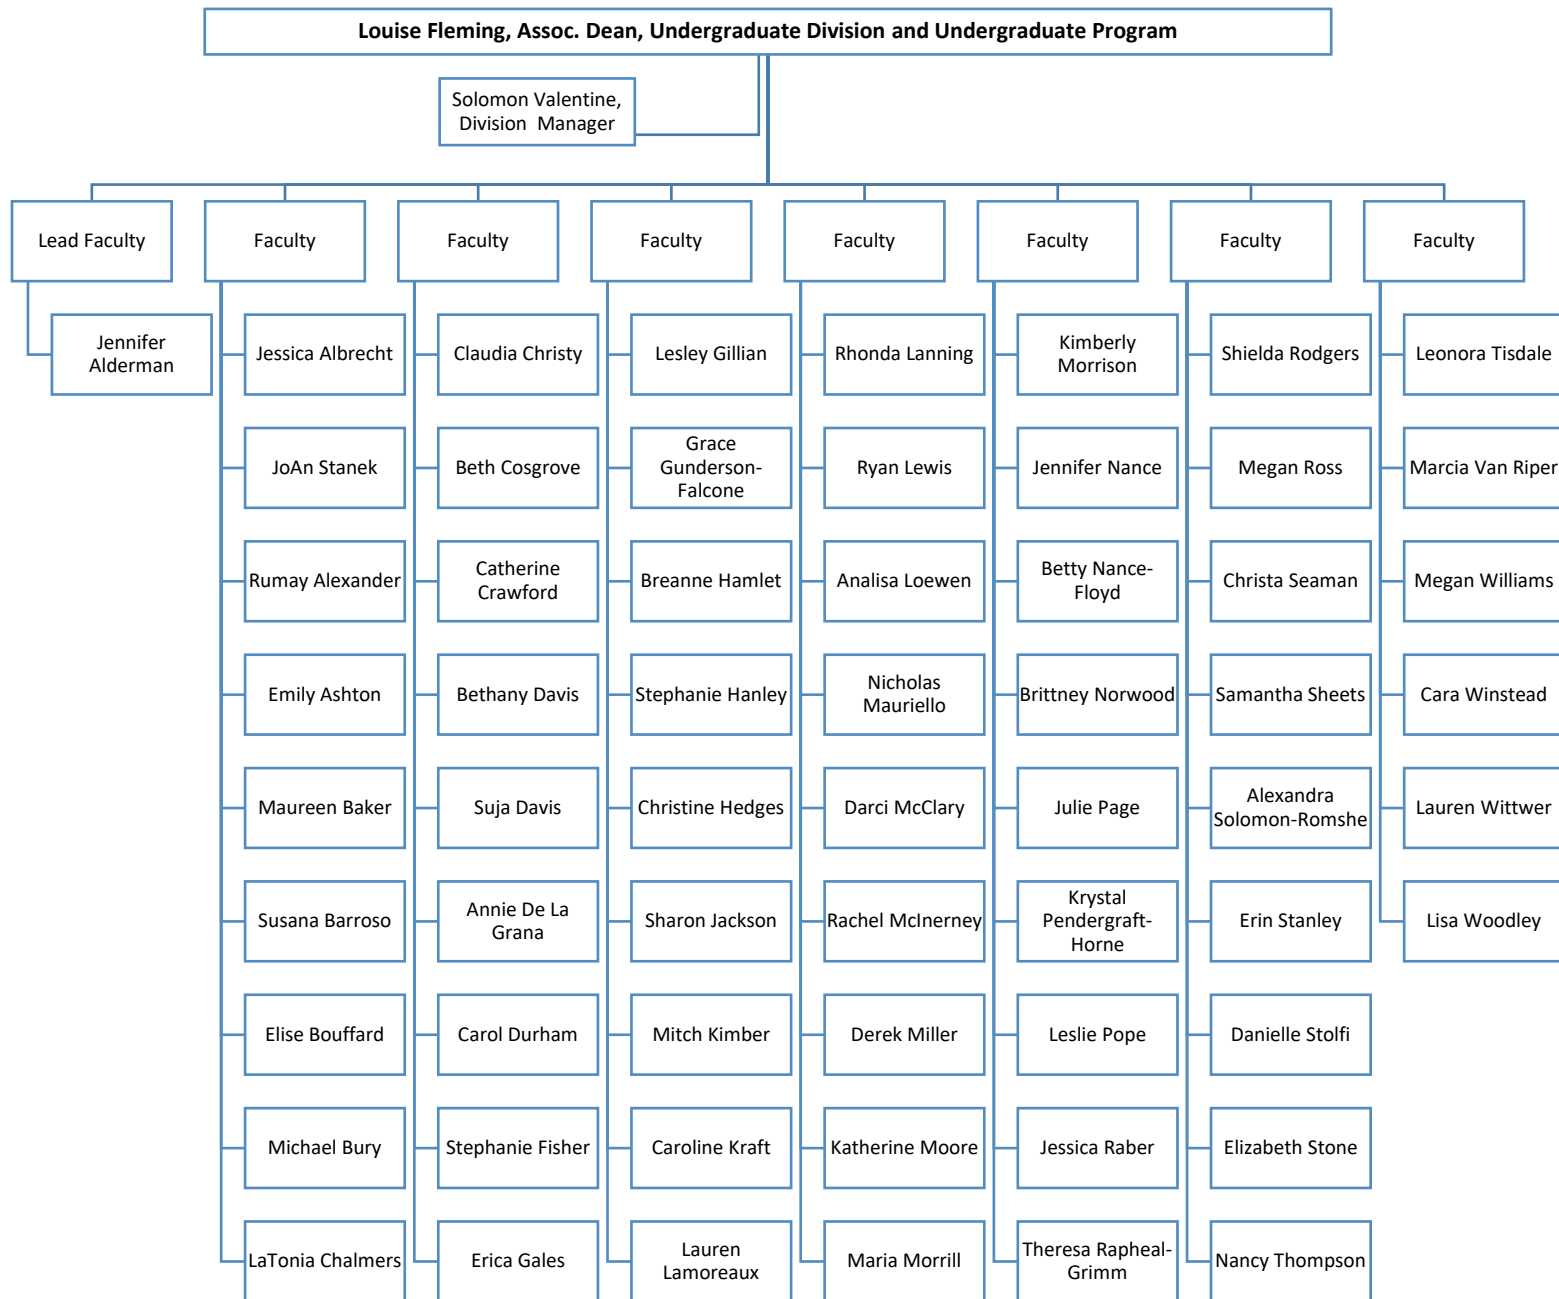 Louise Fleming, Assoc. Dean, Undergraduate Division and Undergraduate Program
Solomon Valentine,
Division Manager
Lead Faculty
Faculty
Faculty
Faculty
Faculty
Faculty
Faculty
Faculty
Jennifer
Alderman
Jessica Albrecht
JoAn Stanek
Rumay Alexander
Emily Ashton
Maureen Baker
Susana Barroso
Elise Bouffard
Michael Bury
LaTonia Chalmers
Claudia Christy
Beth Cosgrove
Catherine
Crawford
Bethany Davis
Suja Davis
Annie De La
Grana
Carol Durham
Stephanie Fisher
Erica Gales
Lesley Gillian
Grace
Gunderson-
Falcone
Breanne Hamlet
Stephanie Hanley
Christine Hedges
Sharon Jackson
Mitch Kimber
Caroline Kraft
Lauren
Lamoreaux
Rhonda Lanning
Ryan Lewis
Analisa Loewen
Nicholas
Mauriello
Darci McClary
Rachel McInerney
Derek Miller
Katherine Moore
Maria Morrill
Kimberly
Morrison
Jennifer Nance
Betty Nance-
Floyd
Brittney Norwood
Julie Page
Krystal
Pendergraft-
Horne
Leslie Pope
Jessica Raber
Theresa Rapheal-
Grimm
Shielda Rodgers
Megan Ross
Christa Seaman
Samantha Sheets
Alexandra
Solomon-Romshe
Erin Stanley
Danielle Stolfi
Elizabeth Stone
Nancy Thompson
Leonora Tisdale
Marcia Van Riper
Megan Williams
Cara Winstead
Lauren Wittwer
Lisa Woodley